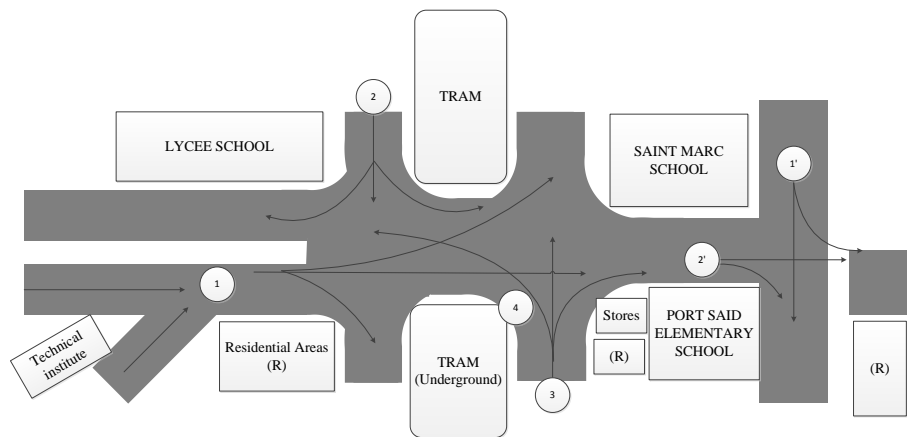 2
TRAM
LYCEE SCHOOL
SAINT MARC
SCHOOL
1'
2'
1
4
Stores
PORT SAID
ELEMENTARY
SCHOOL
Technical
institute
Residential Areas
(R)
TRAM
(Underground)
(R)
(R)
3